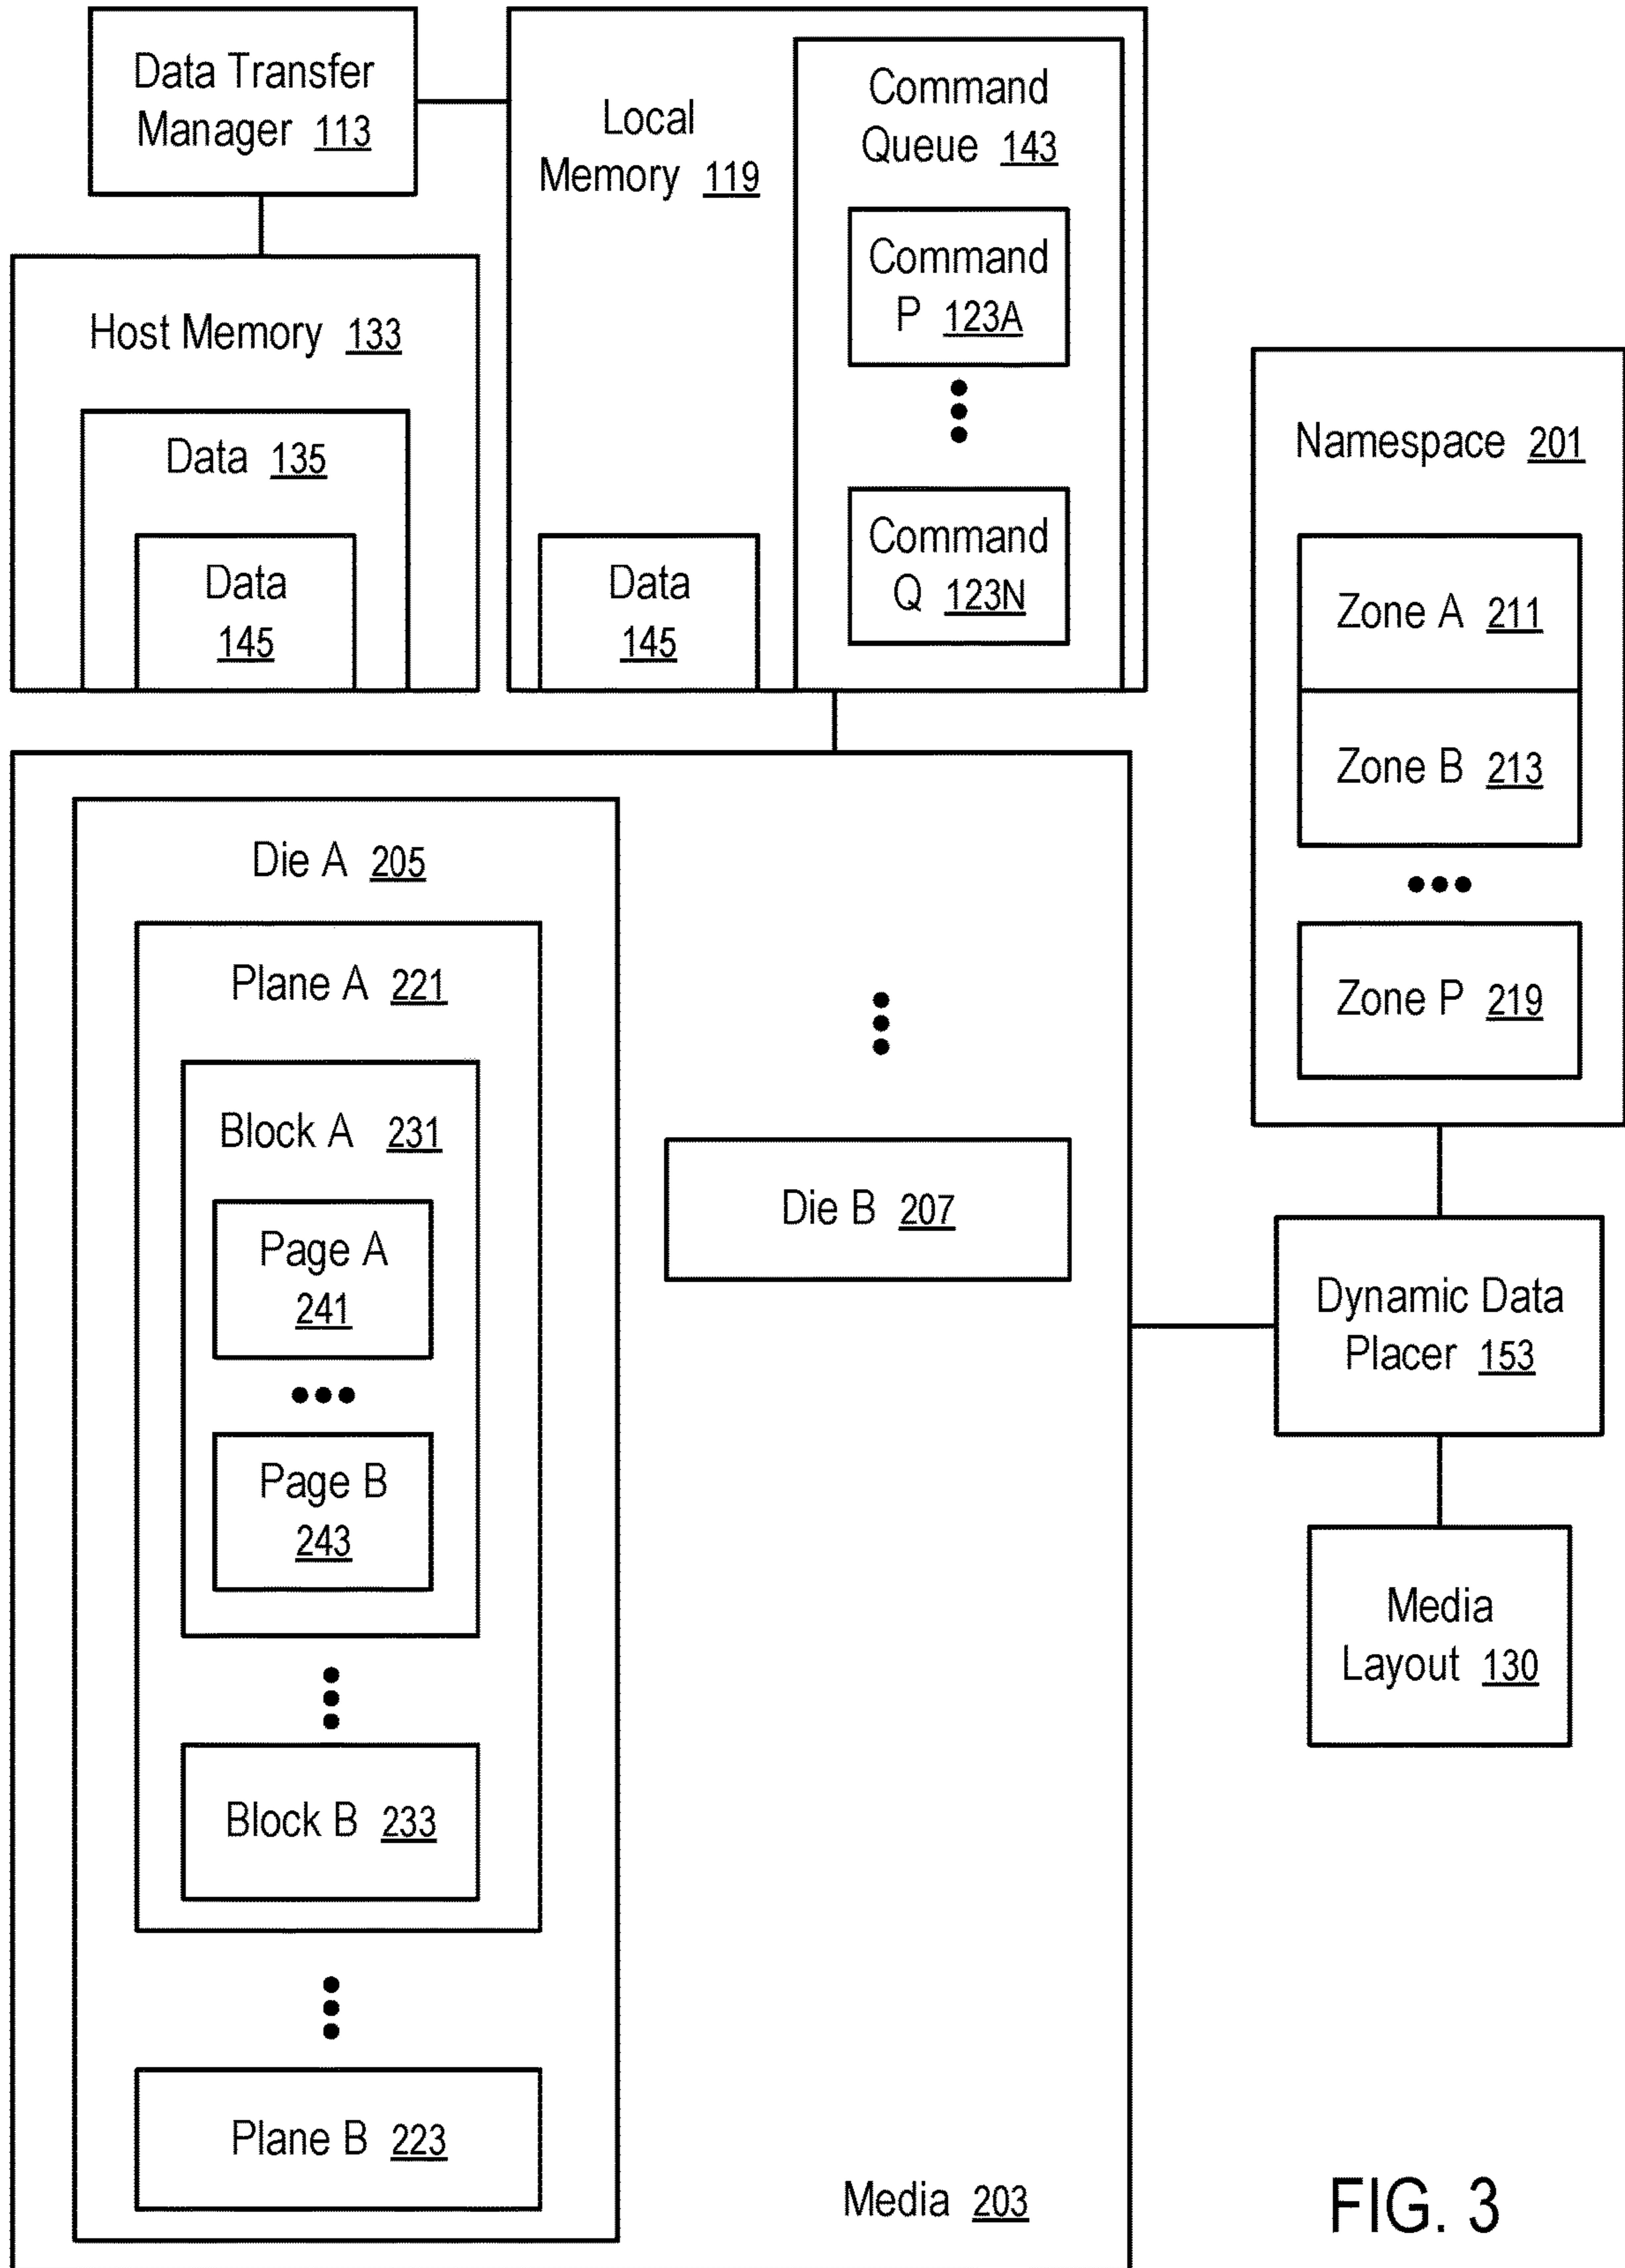 Data Transfer
Manager 113
Local
Memory 119
Command
Queue 143
Command
P 123A
Command
Q 123N
Data
145
Host Memory 133
Data 135
Data
145
Namespace 201
Zone A 211
Zone B 213
Zone P 219
Die A 205
Plane A 221
Block A 231
Page A
241
Page B
243
Block B 233
Plane B 223
Die B 207
Media 203
Dynamic Data
Placer 153
Media
Layout 130
FIG. 3